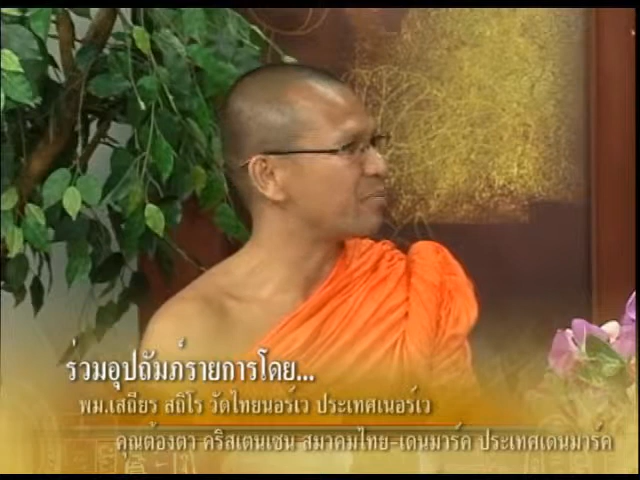 ร่วมอุปถัมภ์รายการโดย...
พม.เสถียร สถิโร วัดไทยนอร์เว ประเทศเนอร์เว
คุณต้องตา คริสเตนเซน สมาคมไทย-เดนมาร์ค ประเทศเดนมาร์ค